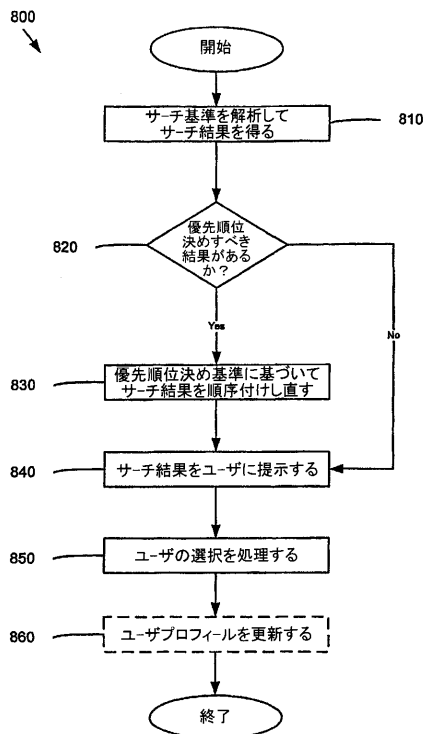 800
開始
サーチ基準を解析して
サーチ結果を得る
810
優先順位
決めすべき
結果がある
か？
820
Yes
No
優先順位決め基準に基づいて
サーチ結果を順序付けし直す
830
サーチ結果をユーザに提示する
840
ユーザの選択を処理する
850
ユーザプロフィールを更新する
860
終了